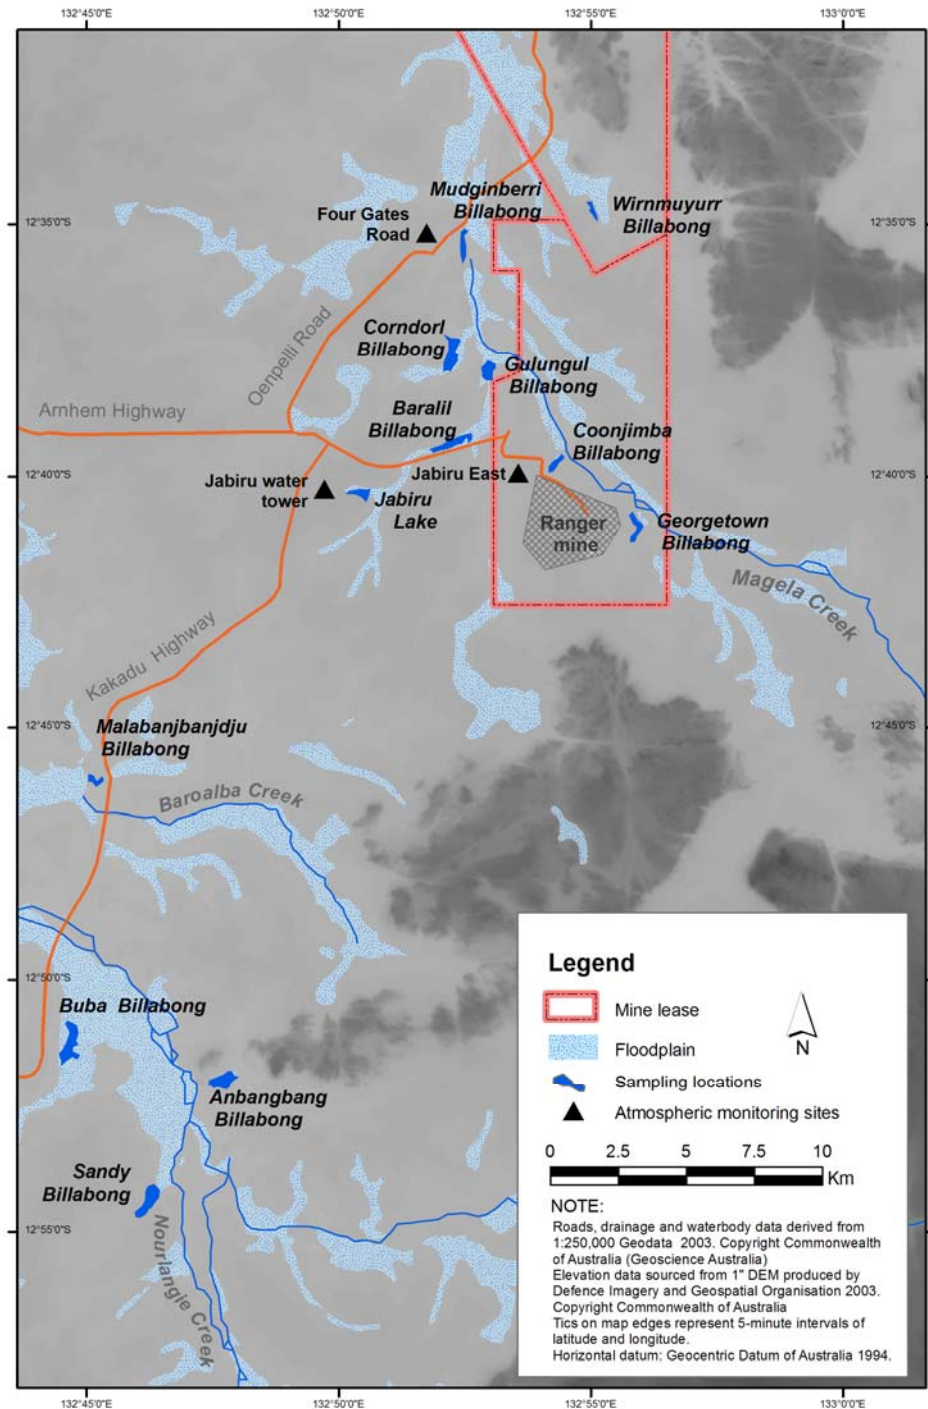 132°45'0"E
132°50'0"E
132°55'0"E
133°0'0"E
Mudginberri
Billabong
Wirnmuyurr
Billabong
12°35'0"S
12°35'0"S
Four Gates
Road
Oenpelli Road
Corndorl
Billabong
Gulungul
Billabong
Arnhem Highway
Baralil
Billabong
Coonjimba
Billabong
12°40'0"S
12°40'0"S
Jabiru water
tower
Jabiru East
Jabiru
Lake
Ranger
mine
Georgetown
Billabong
Magela Creek
Kakadu Highway
12°45'0"S
12°45'0"S
Malabanjbanjdju
Billabong
Baroalba Creek
12°50'0"S
Buba Billabong
Anbangbang
Billabong
Sandy
Billabong
12°55'0"S
Nourlangie Creek
Legend
Mine lease
Floodplain
Sampling locations
Atmospheric monitoring sites
N
0 2.5 5 7.5 10
Km
NOTE:
Roads, drainage and waterbody data derived from
1:250,000 Geodata 2003. Copyright Commonwealth
of Australia (Geoscience Australia)
Elevation data sourced from 1" DEM produced by
Defence Imagery and Geospatial Organisation 2003.
Copyright Commonwealth of Australia
Tics on map edges represent 5-minute intervals of
latitude and longitude.
Horizontal datum: Geocentric Datum of Australia 1994.
132°45'0"E
132°50'0"E
132°55'0"E
133°0'0"E